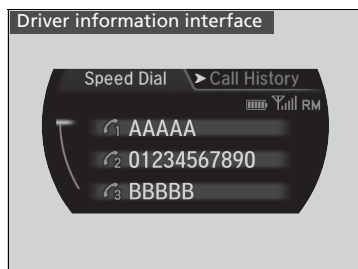 Driver information interface
Speed Dial ➤ Call History
RM
1 AAAAA
2 01234567890
3 BBBBB